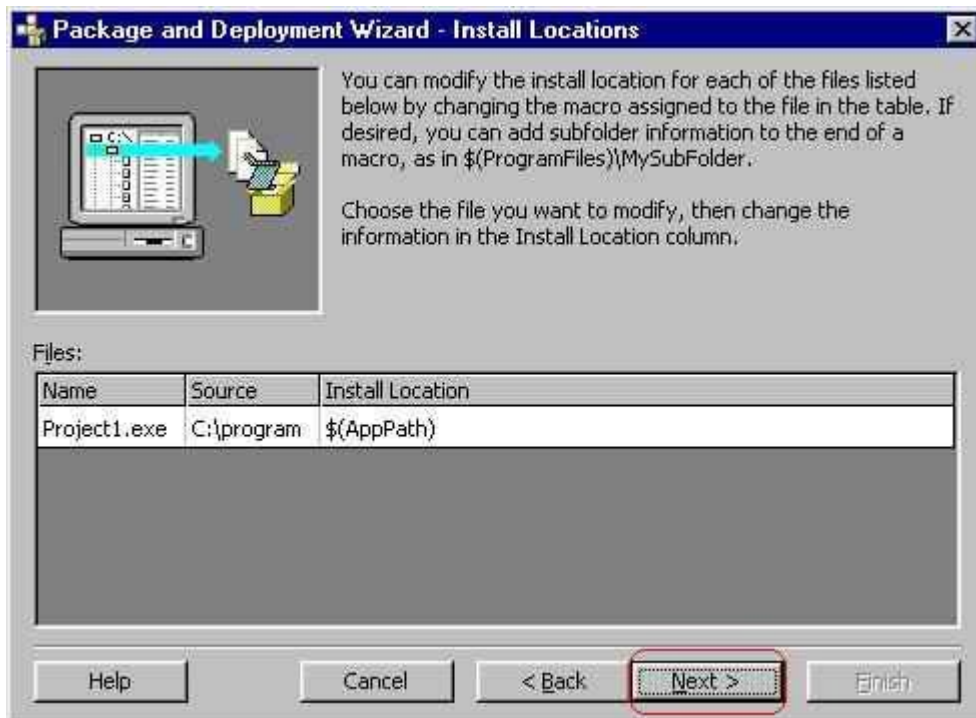 Package and Deployment Wizard - Install Locations
You can modify the install location for each of the files listed
below by changing the macro assigned to the file in the table. If
desired, you can add subfolder information to the end of a
macro, as in $(ProgramFiles)\MySubFolder.
Choose the file you want to modify, then change the
information in the Install Location column.
C:\
Files:
Name Source Install Location
Project1.exe C:\program $(AppPath)
Help Cancel < Back Next > Finish